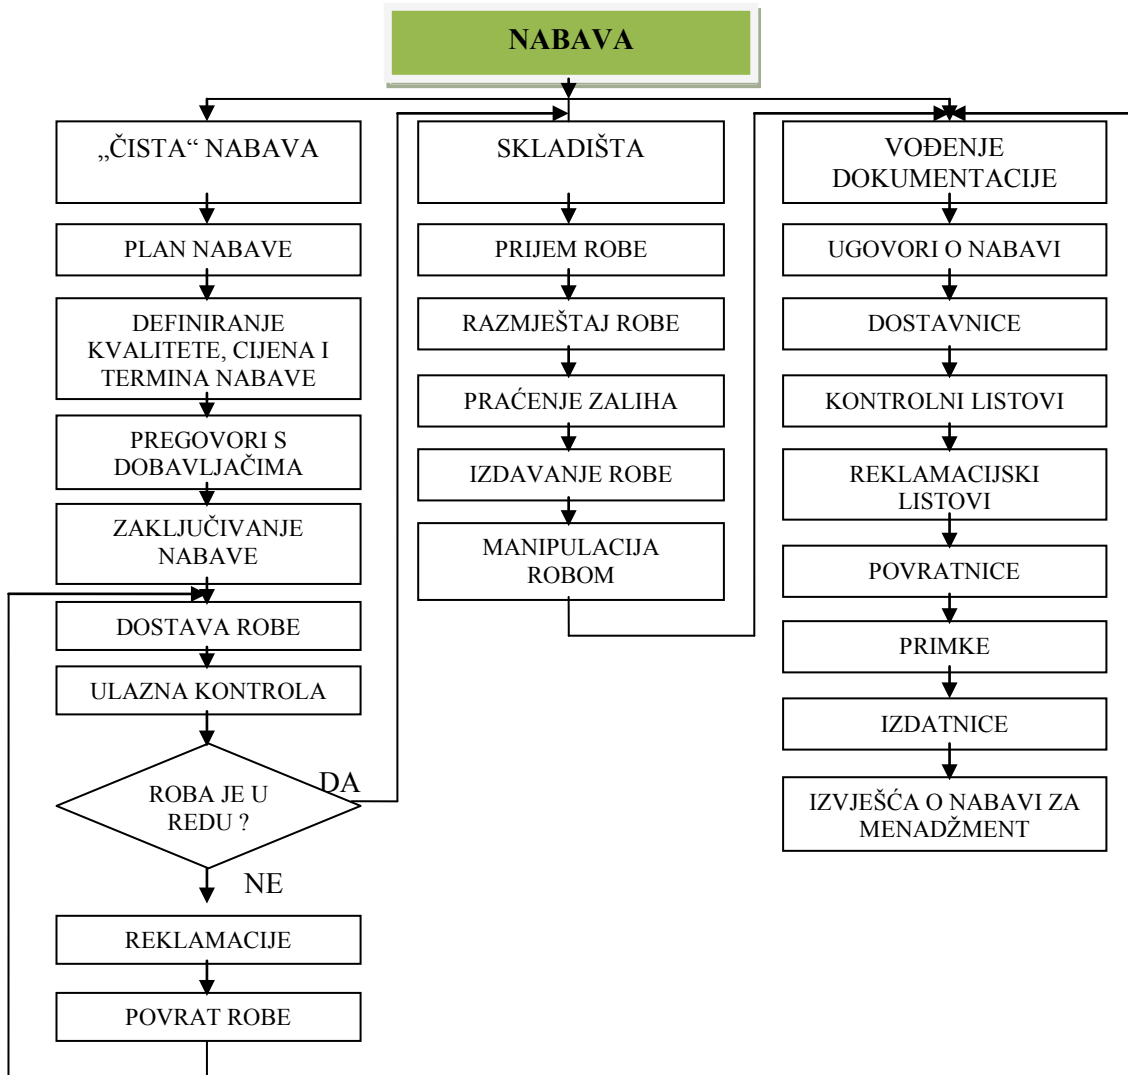 NABAVA
„ČISTA“ NABAVA
PLAN NABAVE
DEFINIRANJE
KVALITETE, CIJENA I
TERMINA NABAVE
PREGOVORI S
DOBAVLJAČIMA
ZAKLJUČIVANJE
NABAVE
DOSTAVA ROBE
ULAZNA KONTROLA
ROBA JE U
REDU ?
DA
NE
REKLAMACIJE
POVRAT ROBE
SKLADIŠTA
PRIJEM ROBE
RAZMJEŠTAJ ROBE
PRAĆENJE ZALIHA
IZDAVANJE ROBE
MANIPULACIJA
ROBOM
VOĐENJE
DOKUMENTACIJE
UGOVORI O NABAVI
DOSTAVNICE
KONTROLNI LISTOVI
REKLAMACIJSKI
LISTOVI
POVRATNICE
PRIMKE
IZDATNICE
IZVJEŠĆA O NABAVI ZA
MENADŽMENT